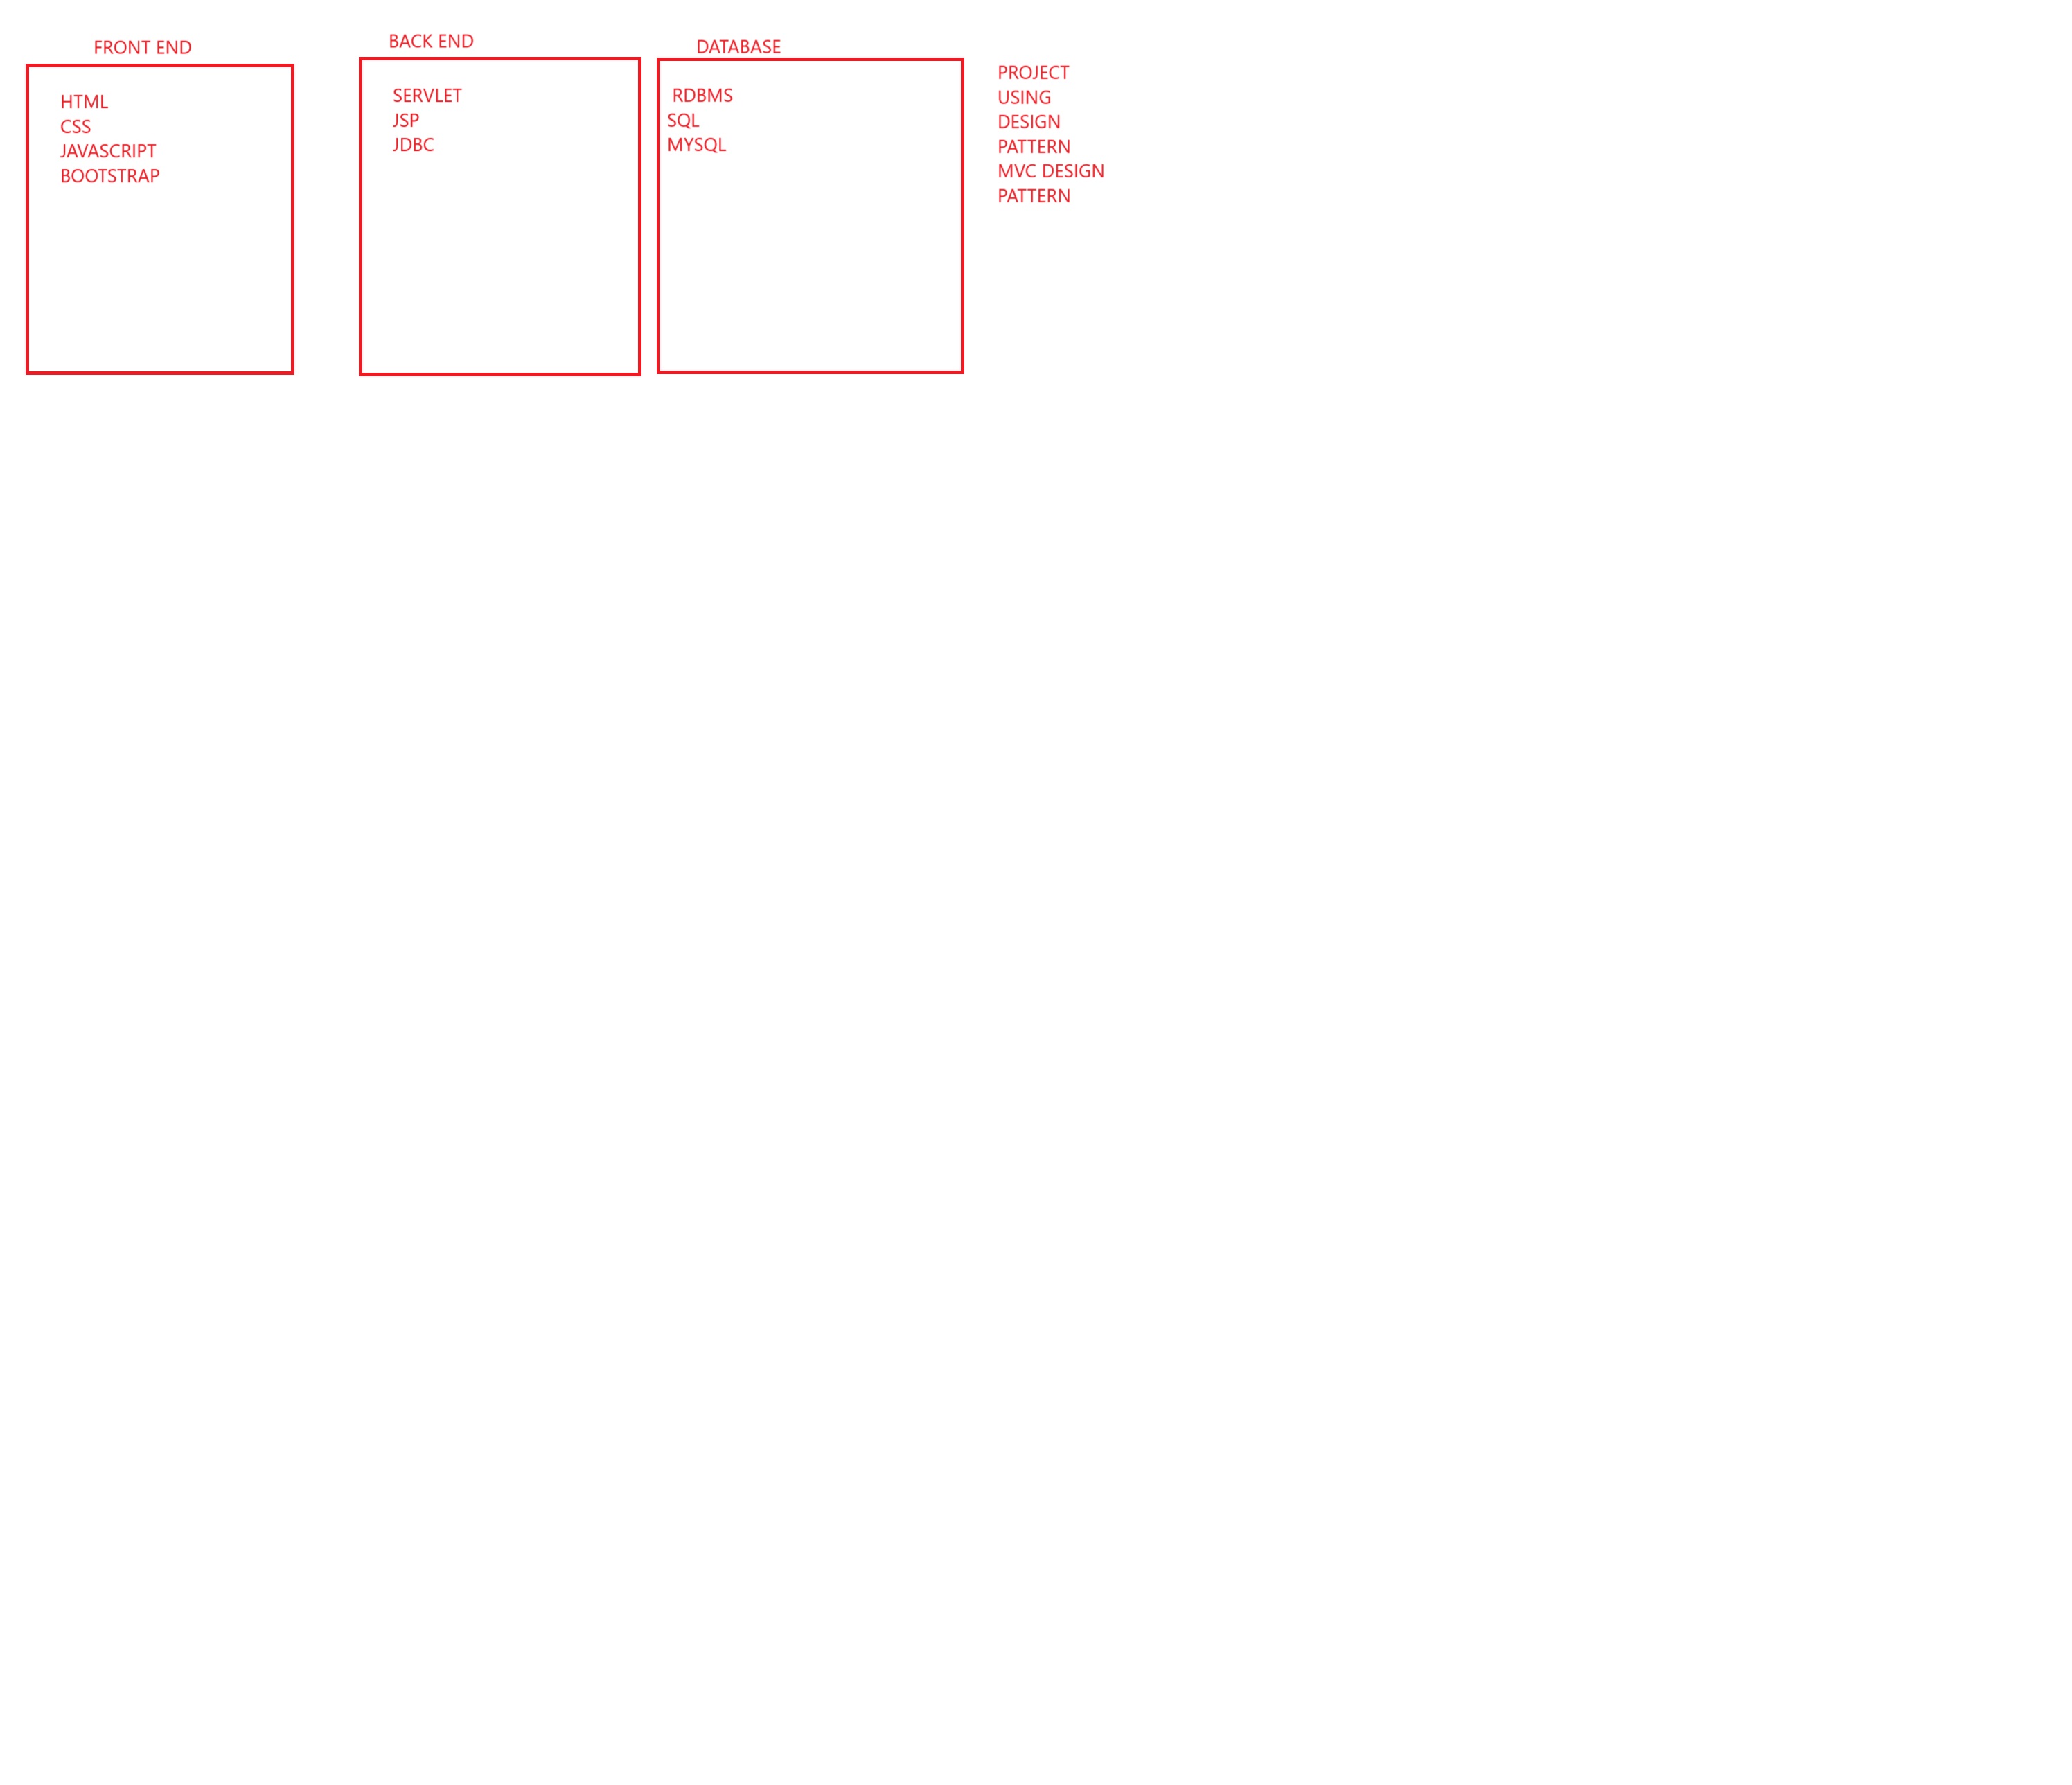 FRONT END
HTML
CSS
JAVASCRIPT
BOOTSTRAP
BACK END
SERVLET
JSP
JDBC
DATABASE
RDBMS
SQL
MYSQL
PROJECT
USING
DESIGN
PATTERN
MVC DESIGN
PATTERN